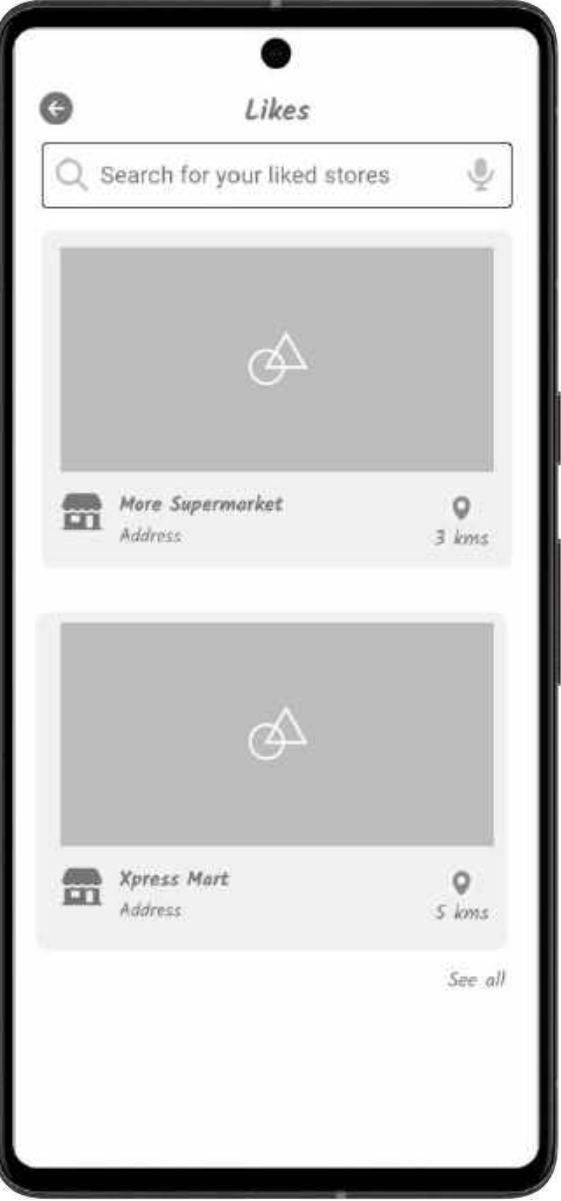 Likes
Search for your liked stores
More Supermarket
Address
3 kms
Xpress Mart
Address
5 kms
See all